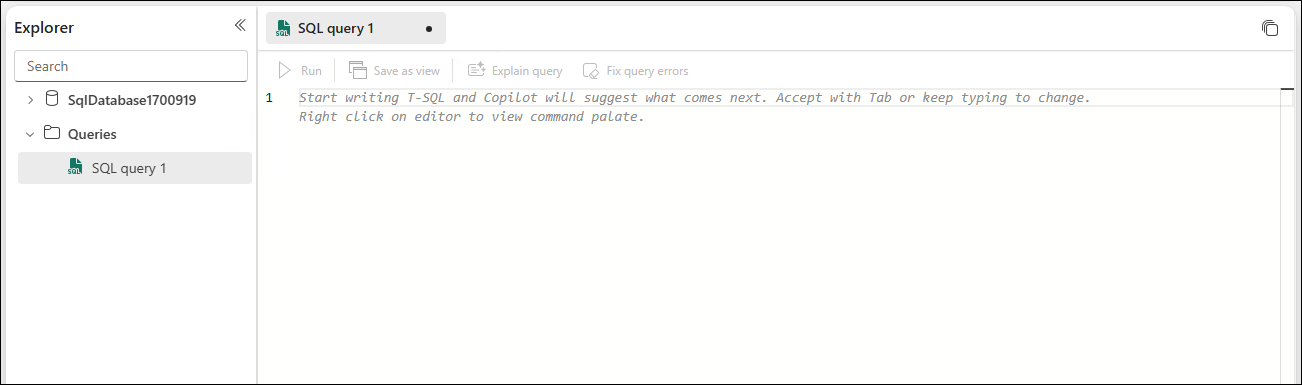 Explorer
Search
SqlDatabase1700919
Queries
SQL query 1
SQL query 1
Run
Save as view
Explain query
Fix query errors
1
Start writing T-SQL and Copilot will suggest what comes next. Accept with Tab or keep typing to change.
Right click on editor to view command palate.